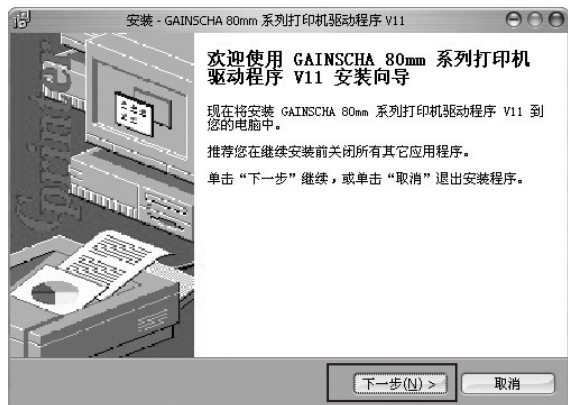 安装 - GAINSCHA 80mm 系列打印机驱动程序 V11
欢迎使用 GAINSCHA 80mm 系列打印机
驱动程序 V11 安装向导
现在将安装 GAINSCHA 80mm 系列打印机驱动程序 V11 到
您的电脑中。
推荐您在继续安装前关闭所有其它应用程序。
单击“下一步”继续，或单击“取消”退出安装程序。
下一步(N) >
取消